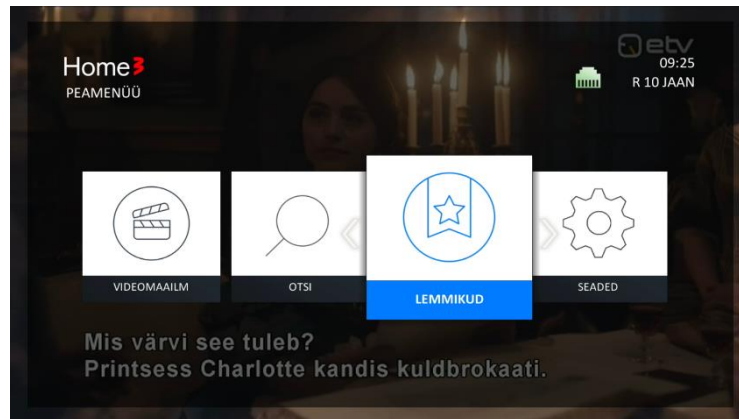 Home3
PEAMENÜÜ
etv
09:25
R 10 JAAN
VIDEOMAAILM
OTSI
LEMMIKUD
SEADED
Mis värvi see tuleb?
Printsess Charlotte kandis kuldbrokaati.